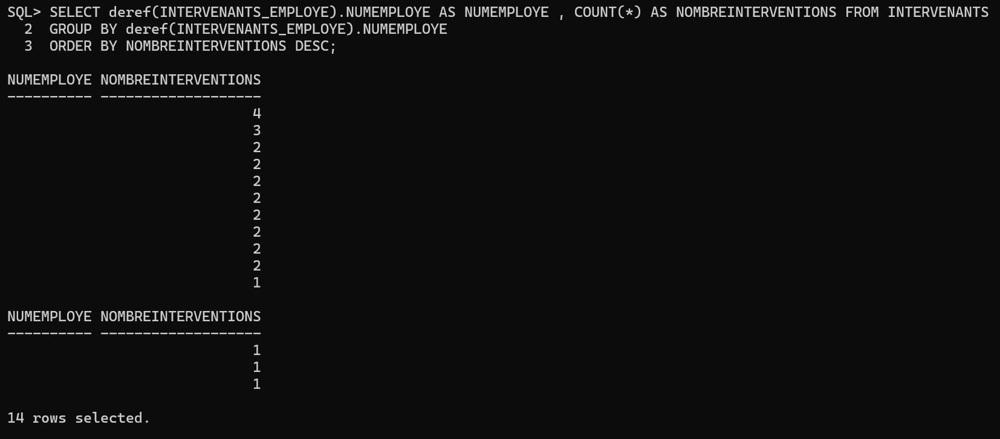 SQL> SELECT deref(INTERVENANTS_EMPLOYE).NUMEMPLOYE AS NUMEMPLOYE , COUNT(*) AS NOMBREINTERVENTIONS FROM INTERVENANTS
  2  GROUP BY deref(INTERVENANTS_EMPLOYE).NUMEMPLOYE
  3  ORDER BY NOMBREINTERVENTIONS DESC;

NUMEMPLOYE NOMBREINTERVENTIONS
---------- -------------------
                             4
                             3
                             2
                             2
                             2
                             2
                             2
                             2
                             2
                             2
                             1

NUMEMPLOYE NOMBREINTERVENTIONS
---------- -------------------
                             1
                             1
                             1

14 rows selected.